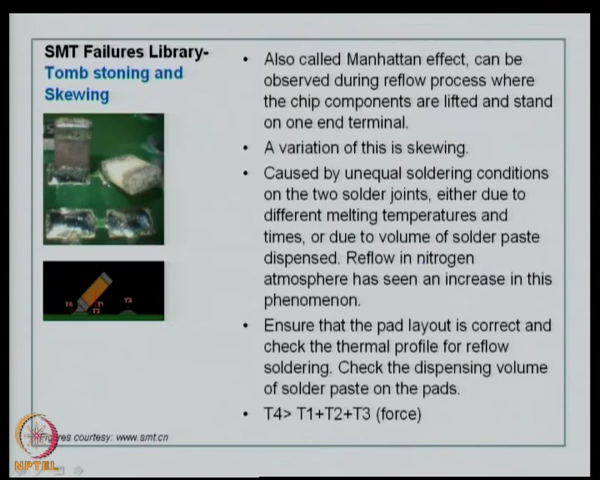 SMT Failures Library-
Tomb stoning and
Skewing
• Also called Manhattan effect, can be
observed during reflow process where
the chip components are lifted and stand
on one end terminal.
• A variation of this is skewing.
• Caused by unequal soldering conditions
on the two solder joints, either due to
different melting temperatures and
times, or due to volume of solder paste
dispensed. Reflow in nitrogen
atmosphere has seen an increase in this
phenomenon.
• Ensure that the pad layout is correct and
check the thermal profile for reflow
soldering. Check the dispensing volume
of solder paste on the pads.
• T4> T1+T2+T3 (force)
T4 T1 T3
T2
Figures courtesy: www.smt.cn
NPTEL